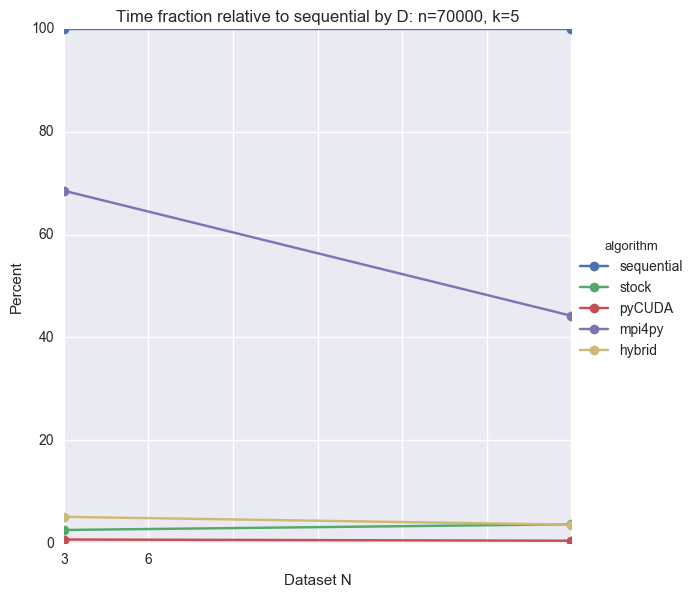 Time fraction relative to sequential by D: n=70000, k=5
100
80
60
40
20
0
Percent
3 6
Dataset N
algorithm
sequential
stock
pyCUDA
mpi4py
hybrid